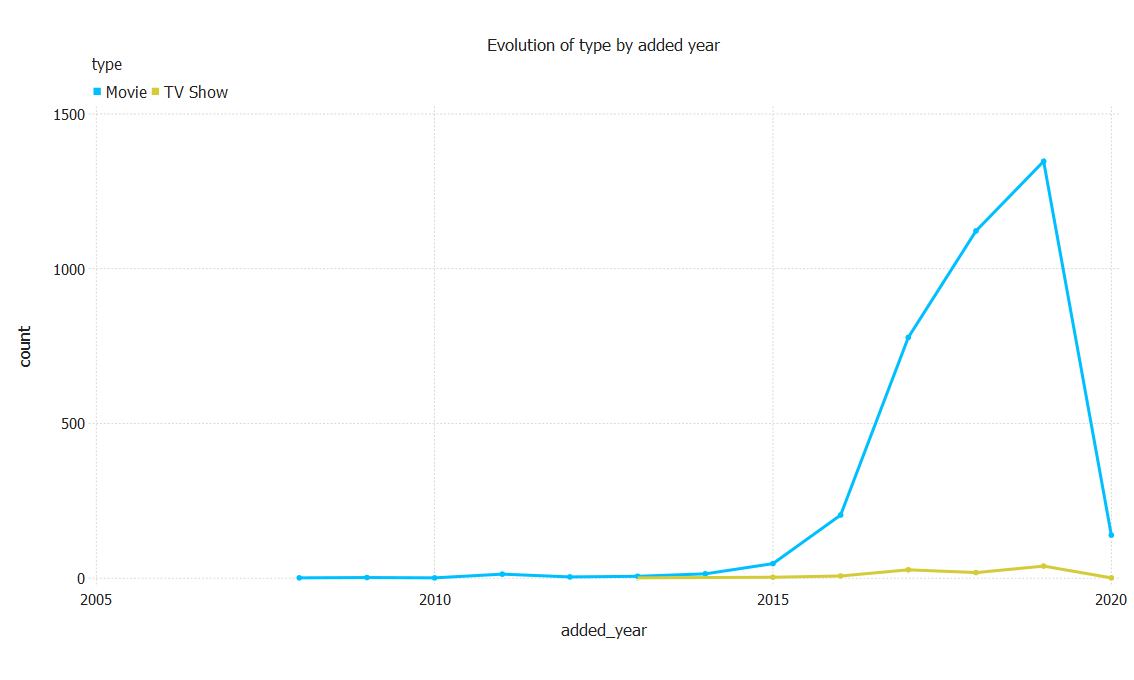 Evolution of type by added year
type
Movie TV Show
1500
1000
500
0
count
2005 2010 2015 2020
added_year